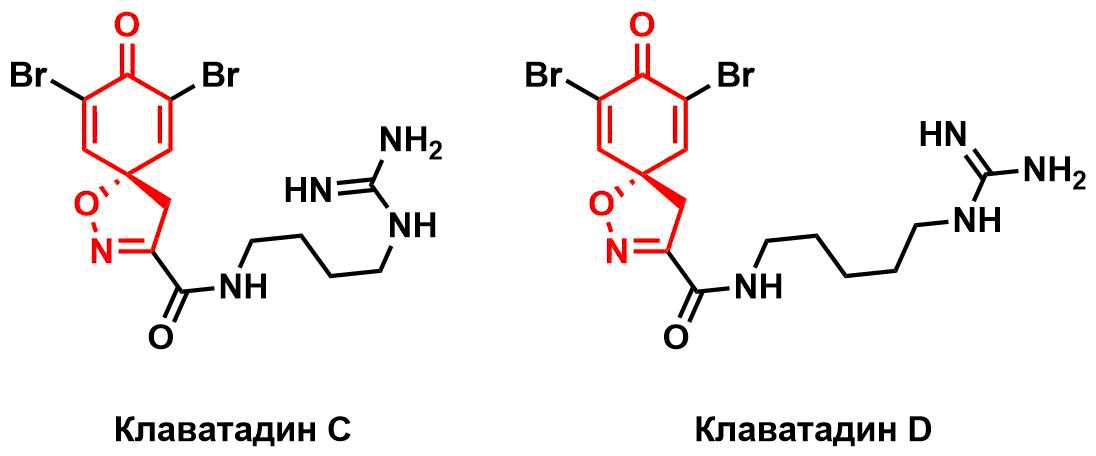 O O
Br Br Br Br
NH2 HN
HN NH2
O NH O NH
N N
NH NH
O O
Клаватадин C Клаватадин D